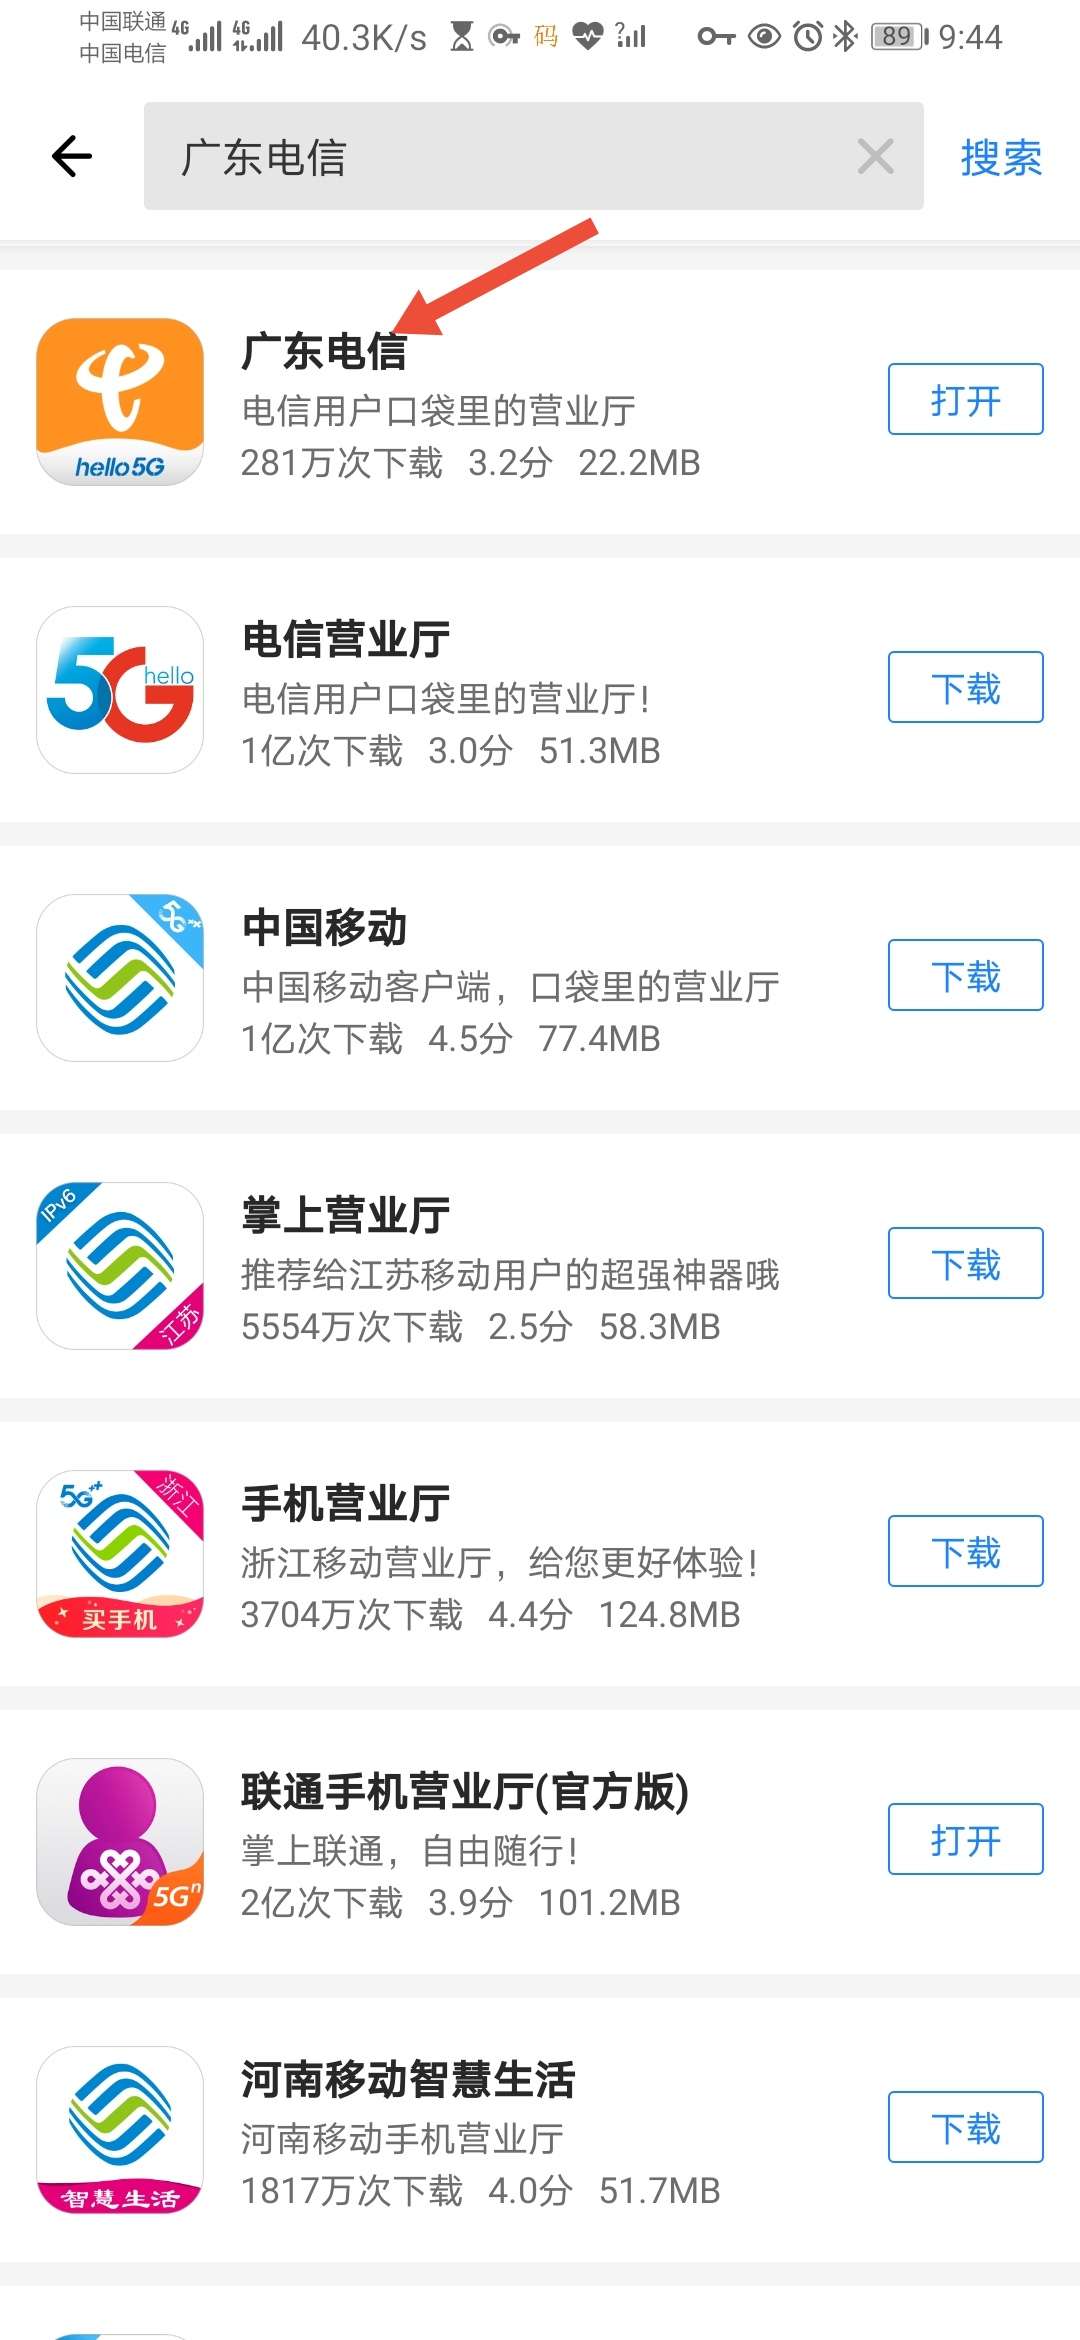 中国联通
中国电信
4G 4G 40.3K/s 码 ? 89 9:44
广东电信 搜索
广东电信
电信用户口袋里的营业厅
281万次下载 3.2分 22.2MB
打开
hello5G
电信营业厅
电信用户口袋里的营业厅!
1亿次下载 3.0分 51.3MB
下载
5G hello
中国移动
中国移动客户端，口袋里的营业厅
1亿次下载 4.5分 77.4MB
下载
5G++
掌上营业厅
推荐给江苏移动用户的超强神器哦
5554万次下载 2.5分 58.3MB
下载
IPv6
江苏
手机营业厅
浙江移动营业厅，给您更好体验!
3704万次下载 4.4分 124.8MB
下载
5G++ 浙江
买手机
联通手机营业厅(官方版)
掌上联通，自由随行!
2亿次下载 3.9分 101.2MB
打开
5Gn
河南移动智慧生活
河南移动手机营业厅
1817万次下载 4.0分 51.7MB
下载
智慧生活